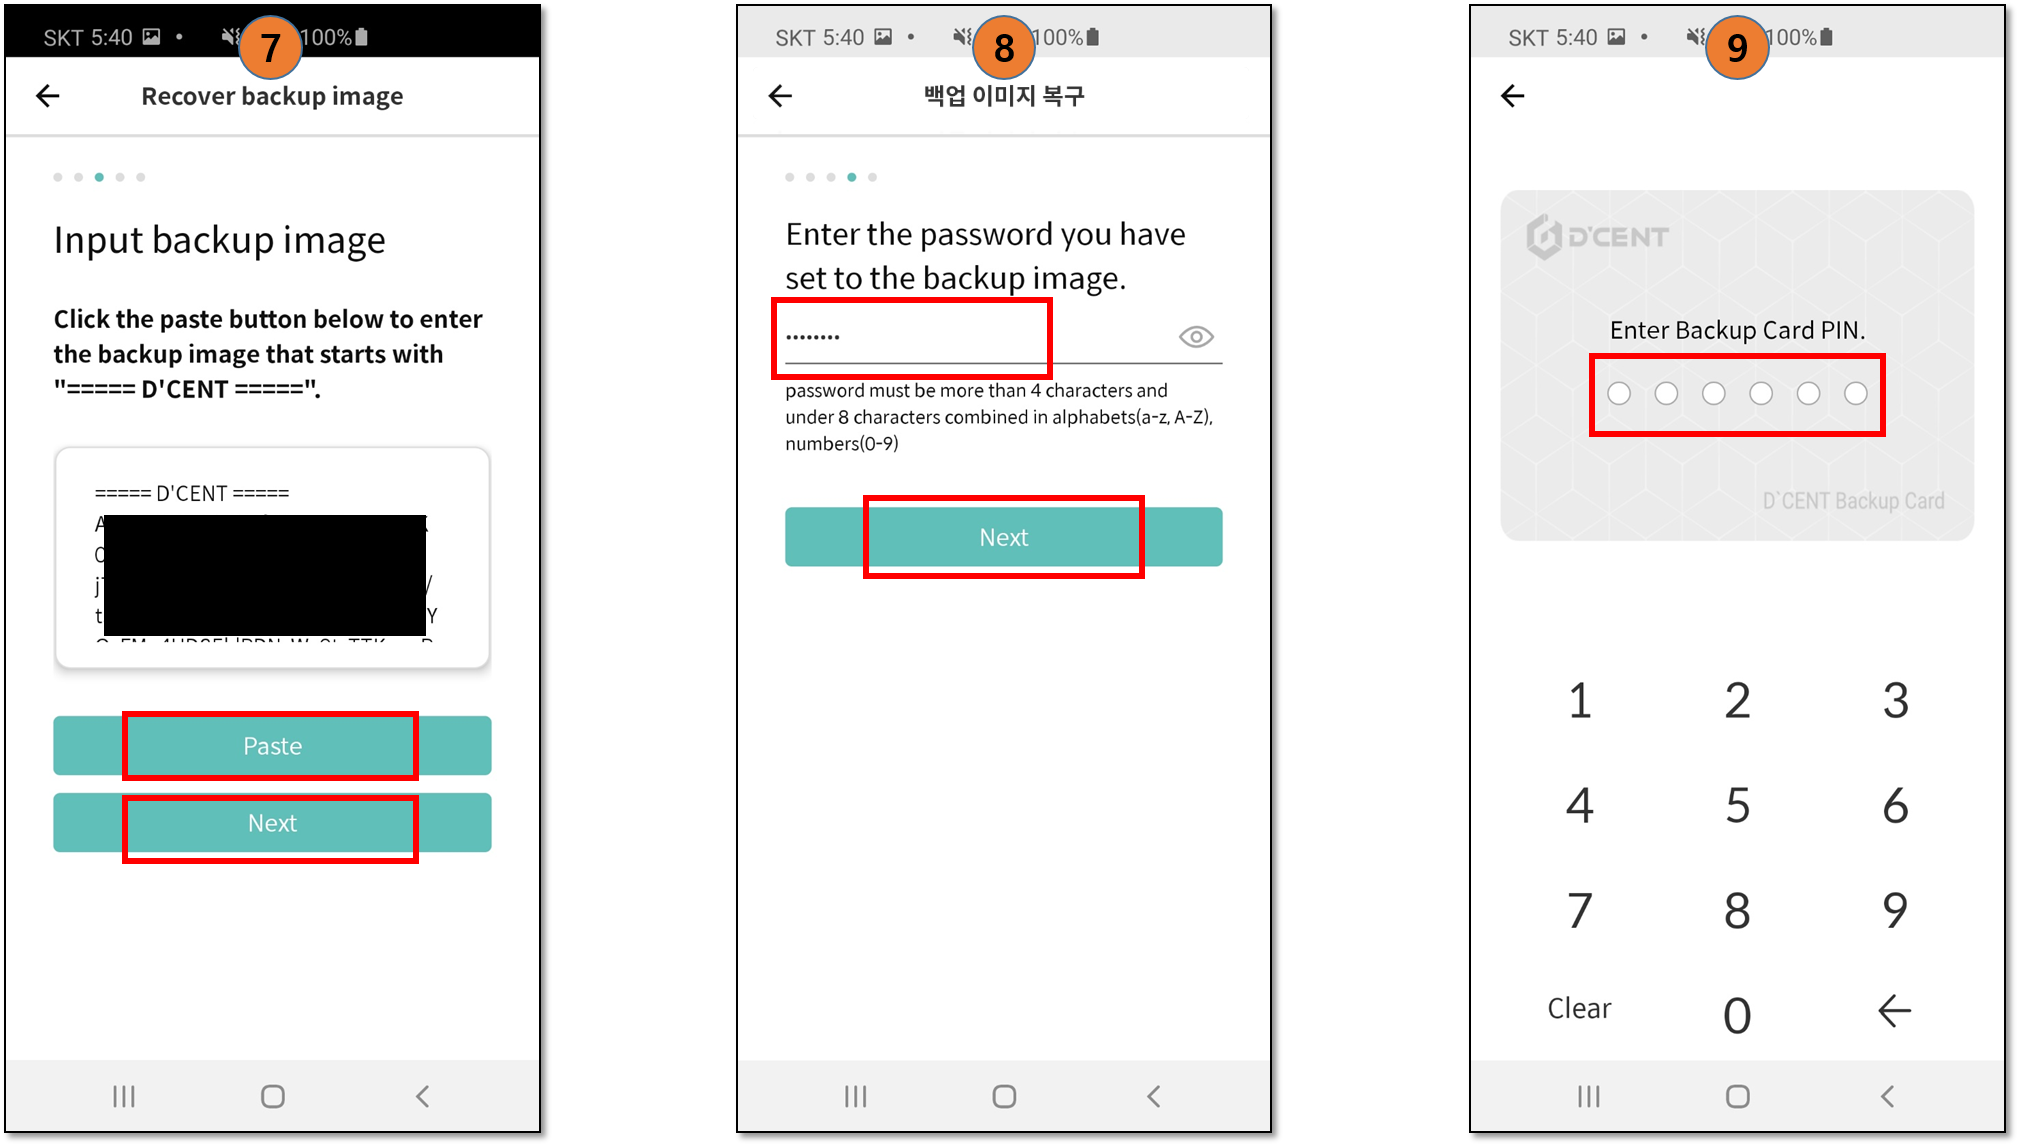 SKT 5:40
7
100%
Recover backup image
Input backup image
Click the paste button below to enter
the backup image that starts with
"===== D'CENT =====".
===== D'CENT =====
Paste
Next
SKT 5:40
8
100%
백업 이미지 복구
Enter the password you have
set to the backup image.
••••••••
password must be more than 4 characters and
under 8 characters combined in alphabets(a-z, A-Z),
numbers(0-9)
Next
SKT 5:40
9
100%
D'CENT
Enter Backup Card PIN.
D`CENT Backup Card
1 2 3
4 5 6
7 8 9
Clear 0